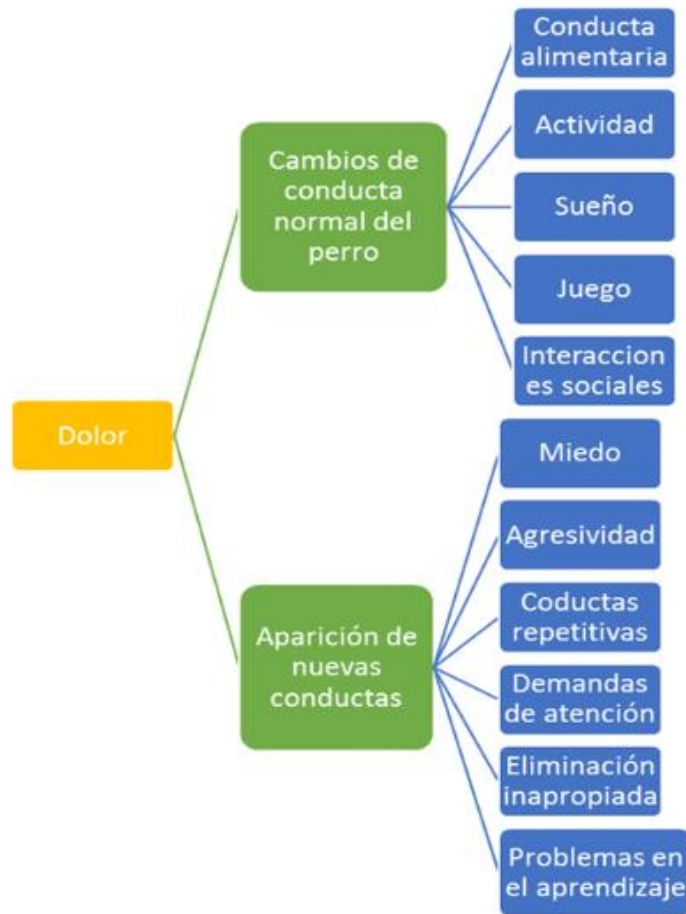 Dolor
Cambios de
conducta
normal del
perro
Conducta
alimentaria
Actividad
Sueño
Juego
Interaccion
es sociales
Aparición de
nuevas
conductas
Miedo
Agresividad
Coductas
repetitivas
Demandas
de atención
Eliminación
inapropiada
Problemas en
el aprendizaje